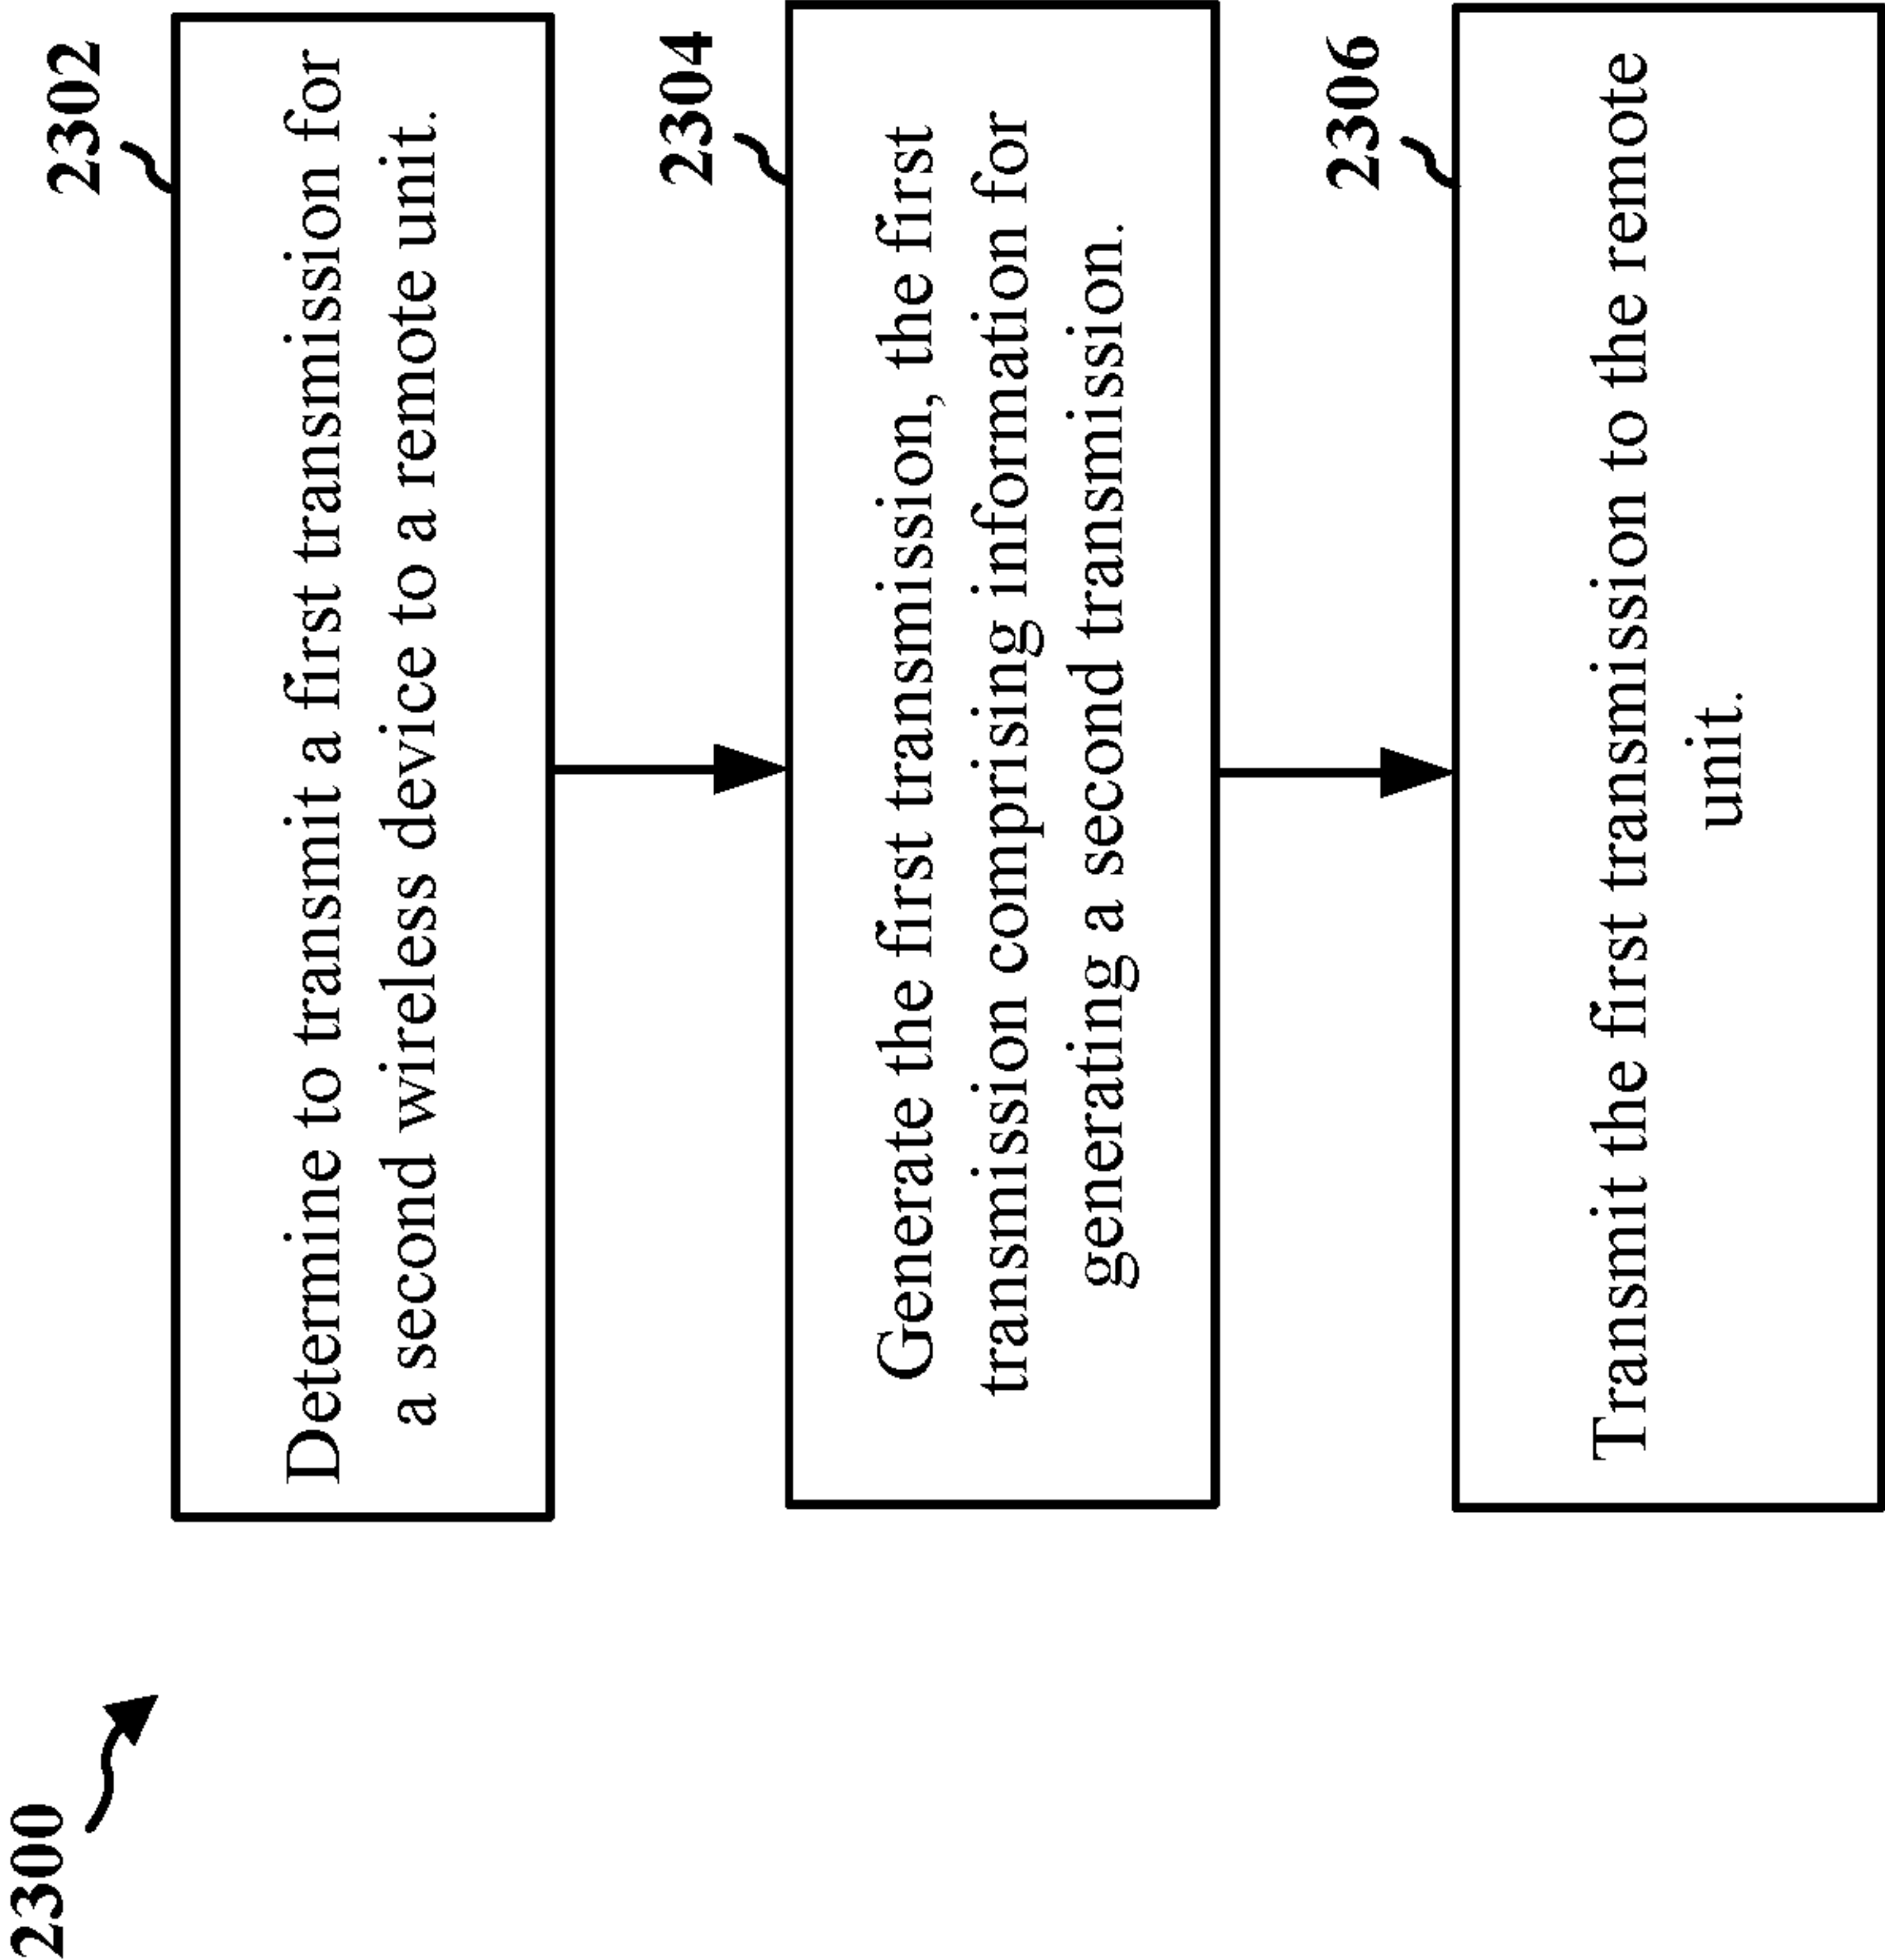 2300
2302
Determine to transmit a first transmission for
a second wireless device to a remote unit.
2304
Generate the first transmission, the first
transmission comprising information for
generating a second transmission.
2306
Transmit the first transmission to the remote
unit.